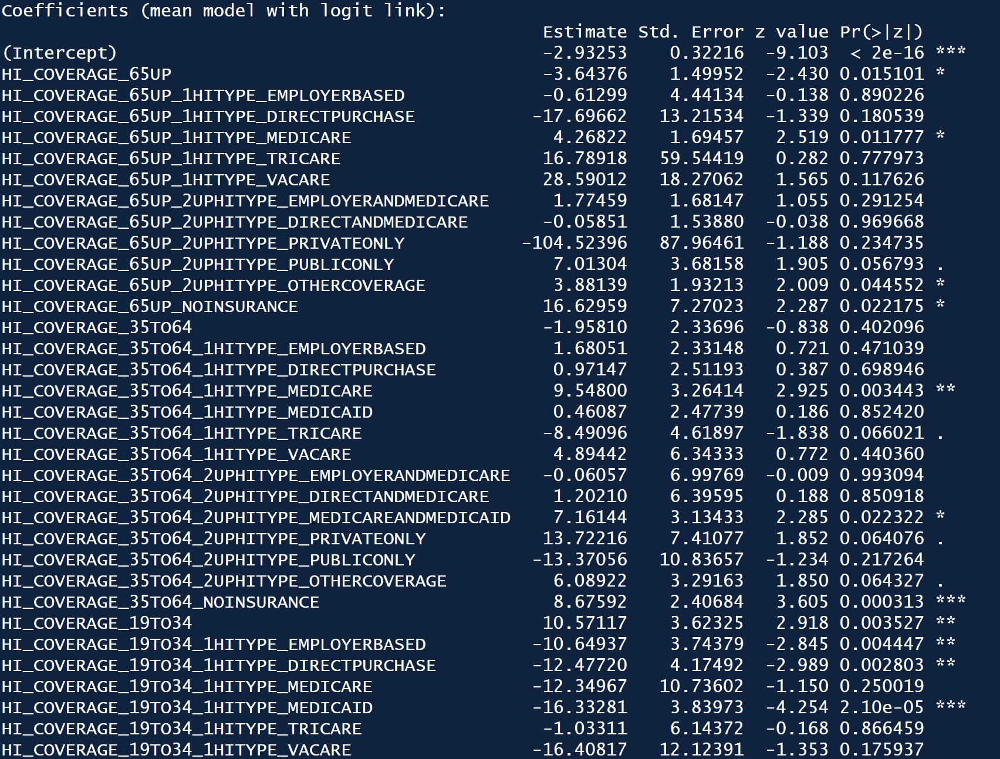 Coefficients (mean model with logit link):
Estimate Std. Error z value Pr(>|z|)
(Intercept) -2.93253 0.32216 -9.103 < 2e-16 ***
HI_COVERAGE_65UP -3.64376 1.49952 -2.430 0.015101 *
HI_COVERAGE_65UP_1HITYPE_EMPLOYERBASED -0.61299 4.44134 -0.138 0.890226
HI_COVERAGE_65UP_1HITYPE_DIRECTPURCHASE -17.69662 13.21534 -1.339 0.180539
HI_COVERAGE_65UP_1HITYPE_MEDICARE 4.26822 1.69457 2.519 0.011777 *
HI_COVERAGE_65UP_1HITYPE_TRICARE 16.78918 59.54419 0.282 0.777973
HI_COVERAGE_65UP_1HITYPE_VACARE 28.59012 18.27062 1.565 0.117626
HI_COVERAGE_65UP_2UPHITYPE_EMPLOYERANDMEDICARE 1.77459 1.68147 1.055 0.291254
HI_COVERAGE_65UP_2UPHITYPE_DIRECTANDMEDICARE -0.05851 1.53880 -0.038 0.969668
HI_COVERAGE_65UP_2UPHITYPE_PRIVATEONLY -104.52396 87.96461 -1.188 0.234735
HI_COVERAGE_65UP_2UPHITYPE_PUBLICONLY 7.01304 3.68158 1.905 0.056793 .
HI_COVERAGE_65UP_2UPHITYPE_OTHERCOVERAGE 3.88139 1.93213 2.009 0.044552 *
HI_COVERAGE_65UP_NOINSURANCE 16.62959 7.27023 2.287 0.022175 *
HI_COVERAGE_35TO64 -1.95810 2.33696 -0.838 0.402096
HI_COVERAGE_35TO64_1HITYPE_EMPLOYERBASED 1.68051 2.33148 0.721 0.471039
HI_COVERAGE_35TO64_1HITYPE_DIRECTPURCHASE 0.97147 2.51193 0.387 0.698946
HI_COVERAGE_35TO64_1HITYPE_MEDICARE 9.54800 3.26414 2.925 0.003443 **
HI_COVERAGE_35TO64_1HITYPE_MEDICAID 0.46087 2.47739 0.186 0.852420
HI_COVERAGE_35TO64_1HITYPE_TRICARE -8.49096 4.61897 -1.838 0.066021 .
HI_COVERAGE_35TO64_1HITYPE_VACARE 4.89442 6.34333 0.772 0.440360
HI_COVERAGE_35TO64_2UPHITYPE_EMPLOYERANDMEDICARE -0.06057 6.99769 -0.009 0.993094
HI_COVERAGE_35TO64_2UPHITYPE_DIRECTANDMEDICARE 1.20210 6.39595 0.188 0.850918
HI_COVERAGE_35TO64_2UPHITYPE_MEDICAREANDMEDICAID 7.16144 3.13433 2.285 0.022322 *
HI_COVERAGE_35TO64_2UPHITYPE_PRIVATEONLY 13.72216 7.41077 1.852 0.064076 .
HI_COVERAGE_35TO64_2UPHITYPE_PUBLICONLY -13.37056 10.83657 -1.234 0.217264
HI_COVERAGE_35TO64_2UPHITYPE_OTHERCOVERAGE 6.08922 3.29163 1.850 0.064327 .
HI_COVERAGE_35TO64_NOINSURANCE 8.67592 2.40684 3.605 0.000313 ***
HI_COVERAGE_19TO34 10.57117 3.62325 2.918 0.003527 **
HI_COVERAGE_19TO34_1HITYPE_EMPLOYERBASED -10.64937 3.74379 -2.845 0.004447 **
HI_COVERAGE_19TO34_1HITYPE_DIRECTPURCHASE -12.47720 4.17492 -2.989 0.002803 **
HI_COVERAGE_19TO34_1HITYPE_MEDICARE -12.34967 10.73602 -1.150 0.250019
HI_COVERAGE_19TO34_1HITYPE_MEDICAID -16.33281 3.83973 -4.254 2.10e-05 ***
HI_COVERAGE_19TO34_1HITYPE_TRICARE -1.03311 6.14372 -0.168 0.866459
HI_COVERAGE_19TO34_1HITYPE_VACARE -16.40817 12.12391 -1.353 0.175937